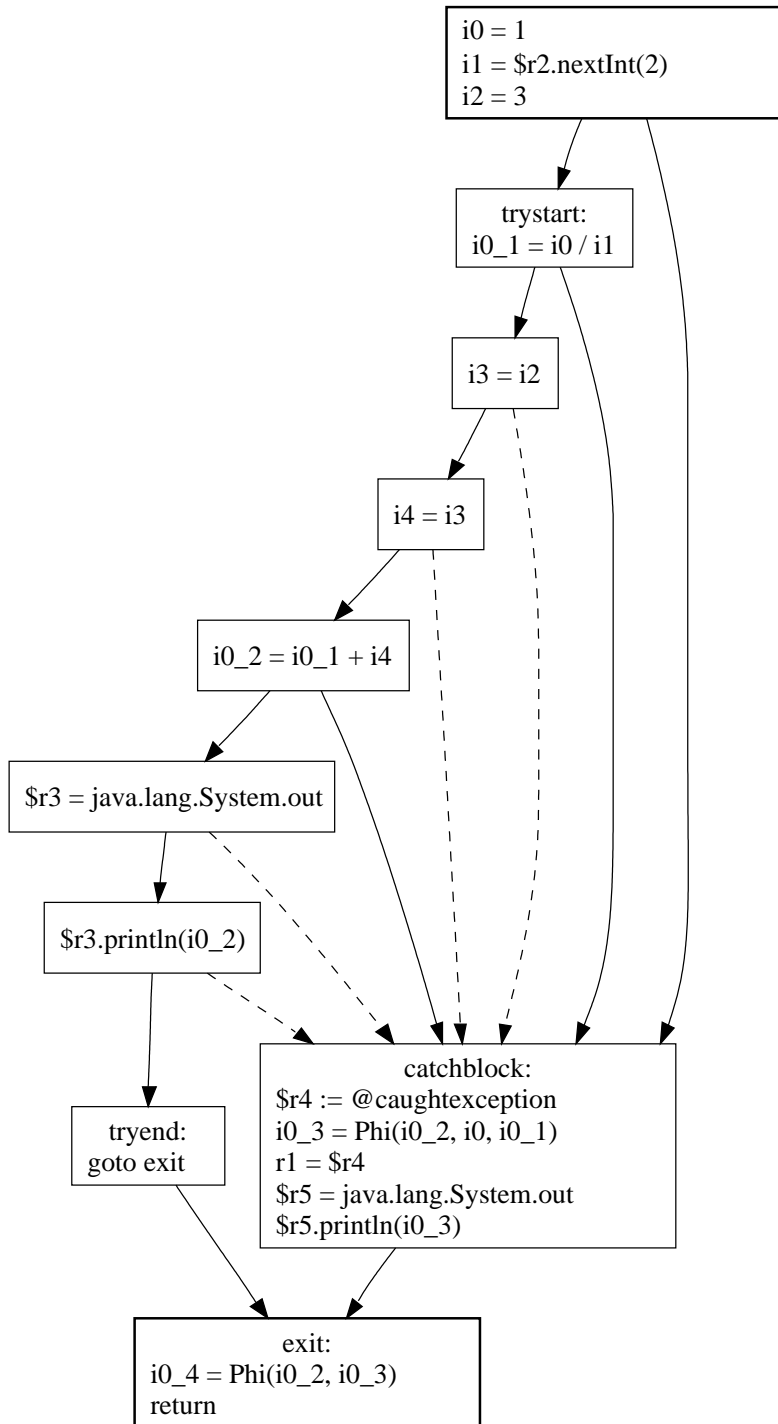 i0 = 1
i1 = $r2.nextInt(2)
i2 = 3
trystart:
i0_1 = i0 / i1
i3 = i2
i4 = i3
i0_2 = i0_1 + i4
$r3 = java.lang.System.out
$r3.println(i0_2)
tryend:
goto exit
catchblock:
$r4 := @caughtexception
i0_3 = Phi(i0_2, i0, i0_1)
r1 = $r4
$r5 = java.lang.System.out
$r5.println(i0_3)
exit:
i0_4 = Phi(i0_2, i0_3)
return